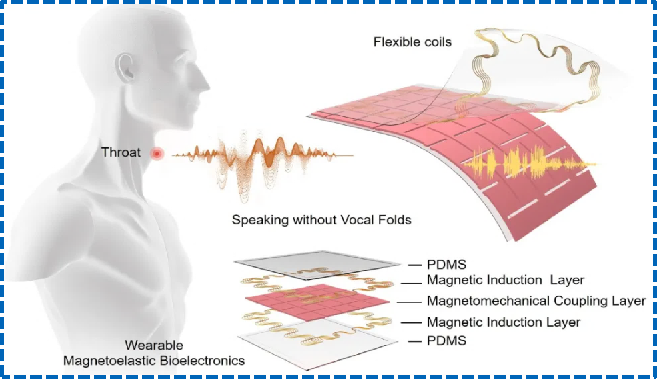 Flexible coils
Throat
Speaking without Vocal Folds
PDMS
Magnetic Induction Layer
Magnetomechanical Coupling Layer
Magnetic Induction Layer
PDMS
Wearable
Magnetoelastic Bioelectronics